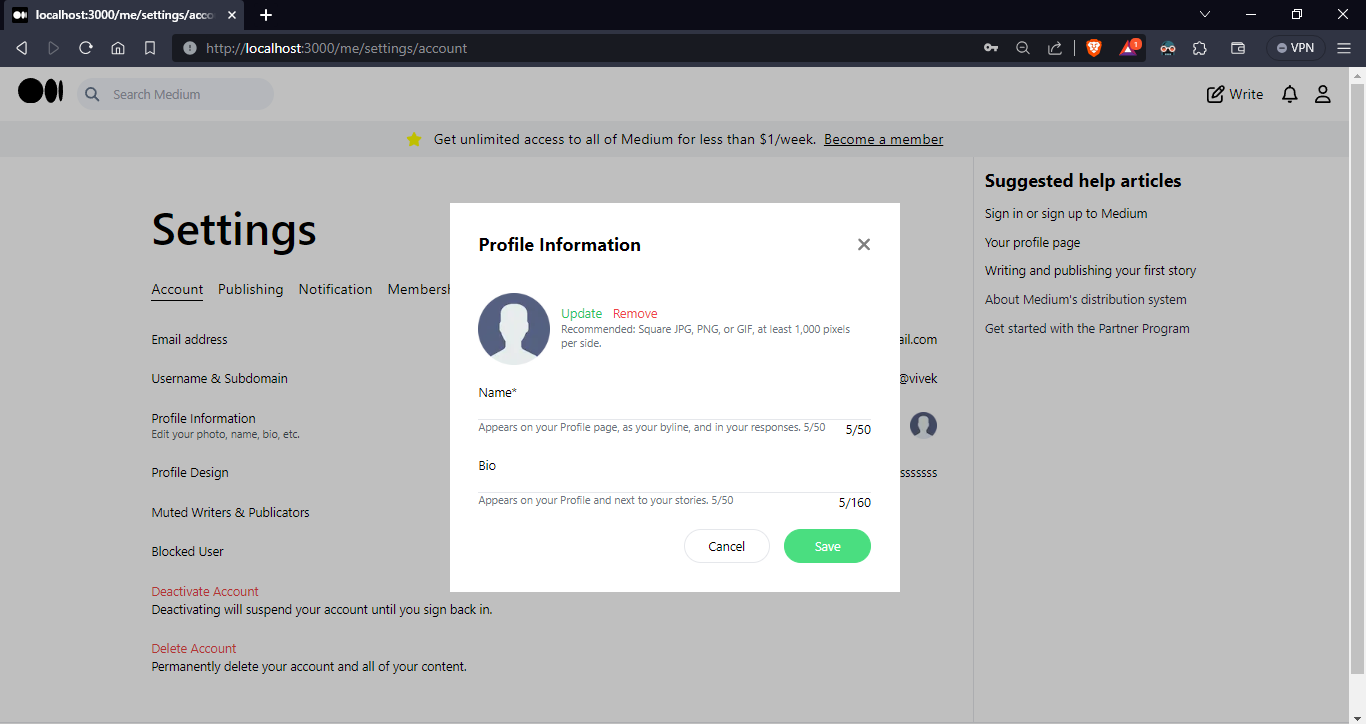 localhost:3000/me/settings/acco
http://localhost:3000/me/settings/account
1
VPN
Search Medium
Write
Get unlimited access to all of Medium for less than $1/week. Become a member
Settings
Account Publishing Notification Membersh
Email address
ail.com
Username & Subdomain
@vivek
Profile Information
Edit your photo, name, bio, etc.
Profile Design
sssssss
Muted Writers & Publicators
Blocked User
Deactivate Account
Deactivating will suspend your account until you sign back in.
Delete Account
Permanently delete your account and all of your content.
Profile Information
Update Remove
Recommended: Square JPG, PNG, or GIF, at least 1,000 pixels
per side.
Name*
Appears on your Profile page, as your byline, and in your responses. 5/50 5/50
Bio
Appears on your Profile and next to your stories. 5/50 5/160
Cancel Save
Suggested help articles
Sign in or sign up to Medium
Your profile page
Writing and publishing your first story
About Medium's distribution system
Get started with the Partner Program